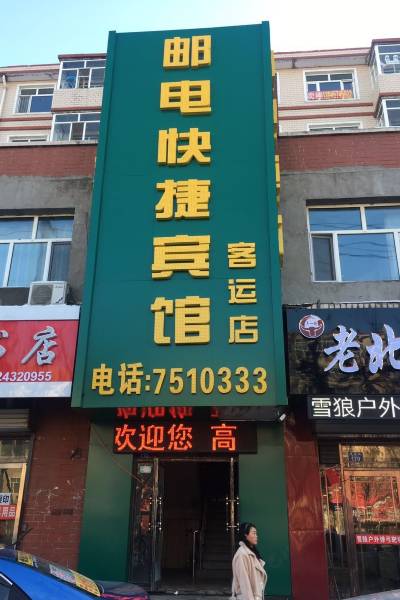 邮电快捷宾馆
客运店
电话:7510333
欢迎您 高
书店
24320955
老北
雪狼户外